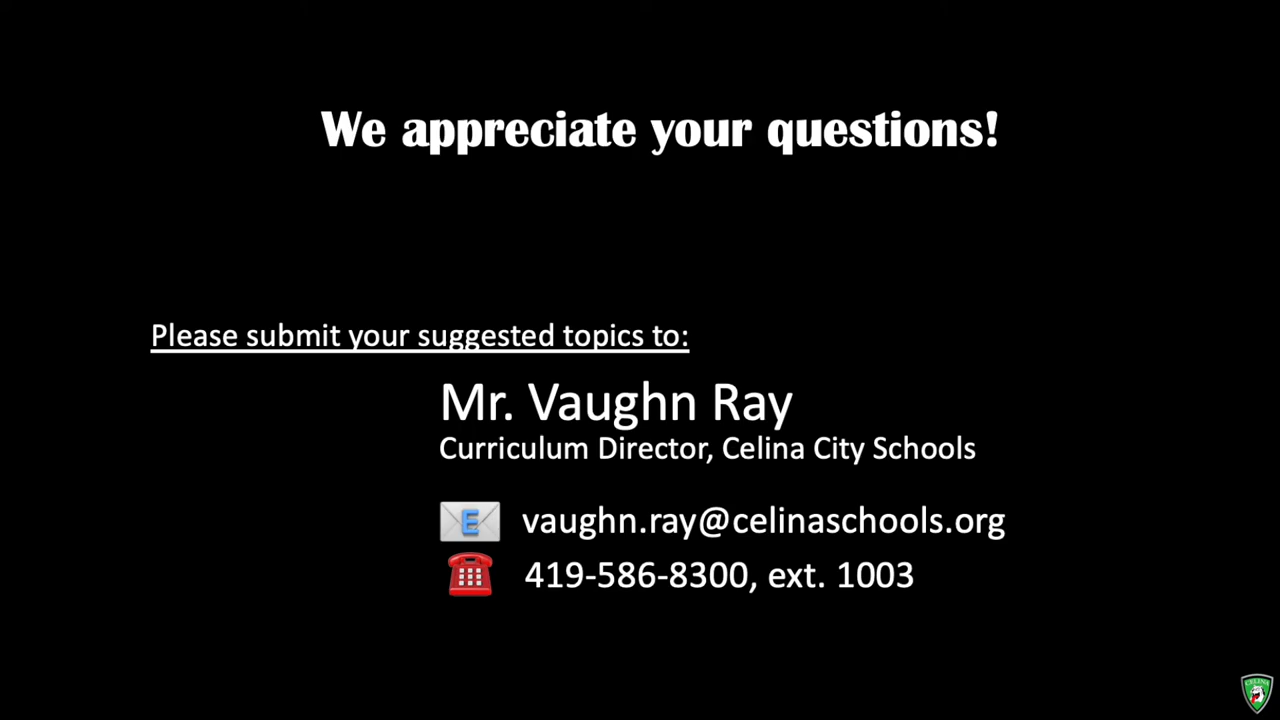 We appreciate your questions!
Please submit your suggested topics to:
Mr. Vaughn Ray
Curriculum Director, Celina City Schools
E vaughn.ray@celinaschools.org
419-586-8300, ext. 1003
CELINA